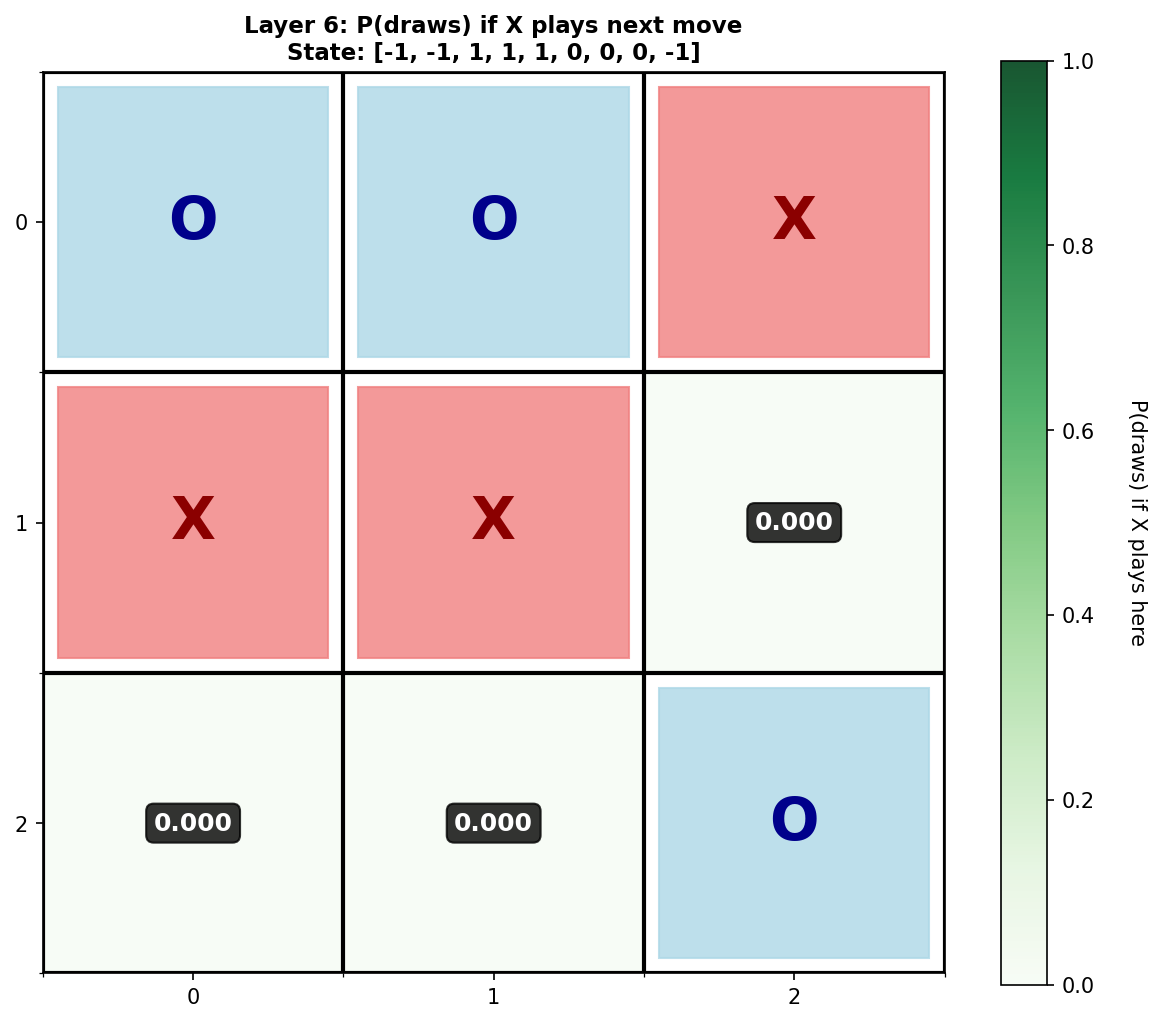 Layer 6: P(draws) if X plays next move
State: [-1, -1, 1, 1, 1, 0, 0, 0, -1]
0
O
O
X
1
X
X
0.000
2
0.000
0.000
O
0
1
2
1.0
0.8
0.6
0.4
0.2
0.0
P(draws) if X plays here